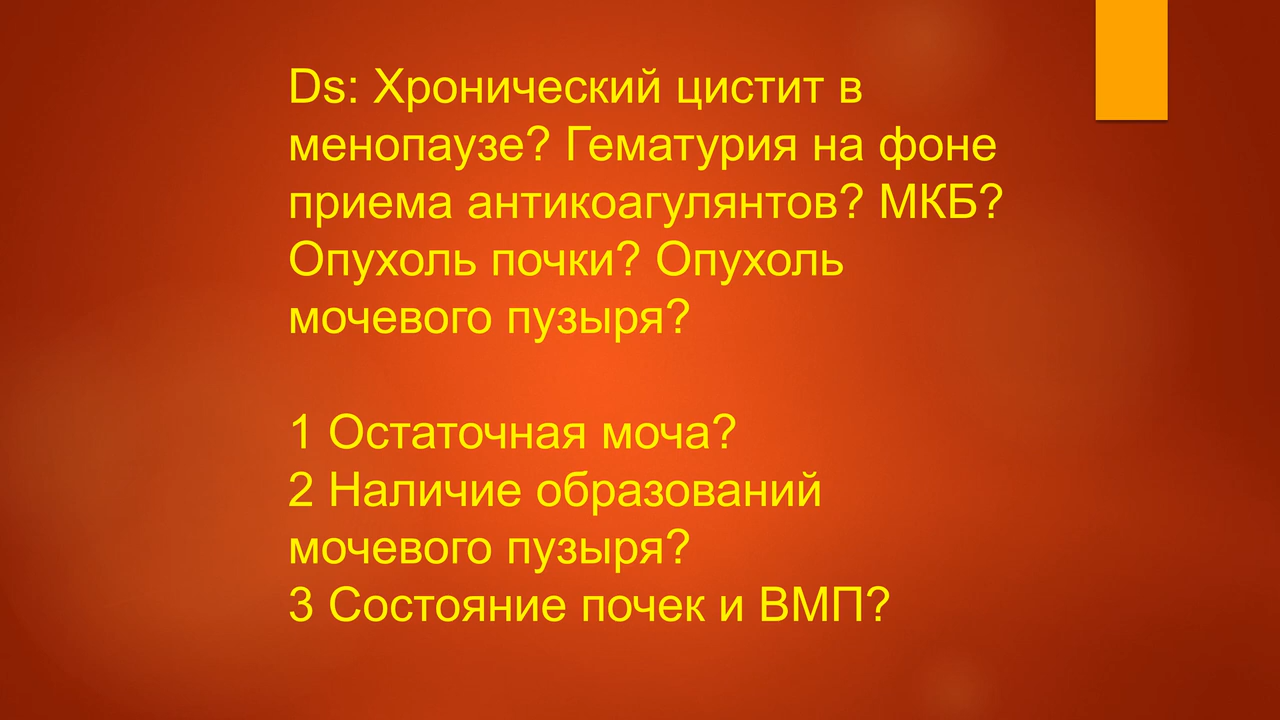 Ds: Хронический цистит в
менопаузе? Гематурия на фоне
приема антикоагулянтов? МКБ?
Опухоль почки? Опухоль
мочевого пузыря?
1 Остаточная моча?
2 Наличие образований
мочевого пузыря?
3 Состояние почек и ВМП?